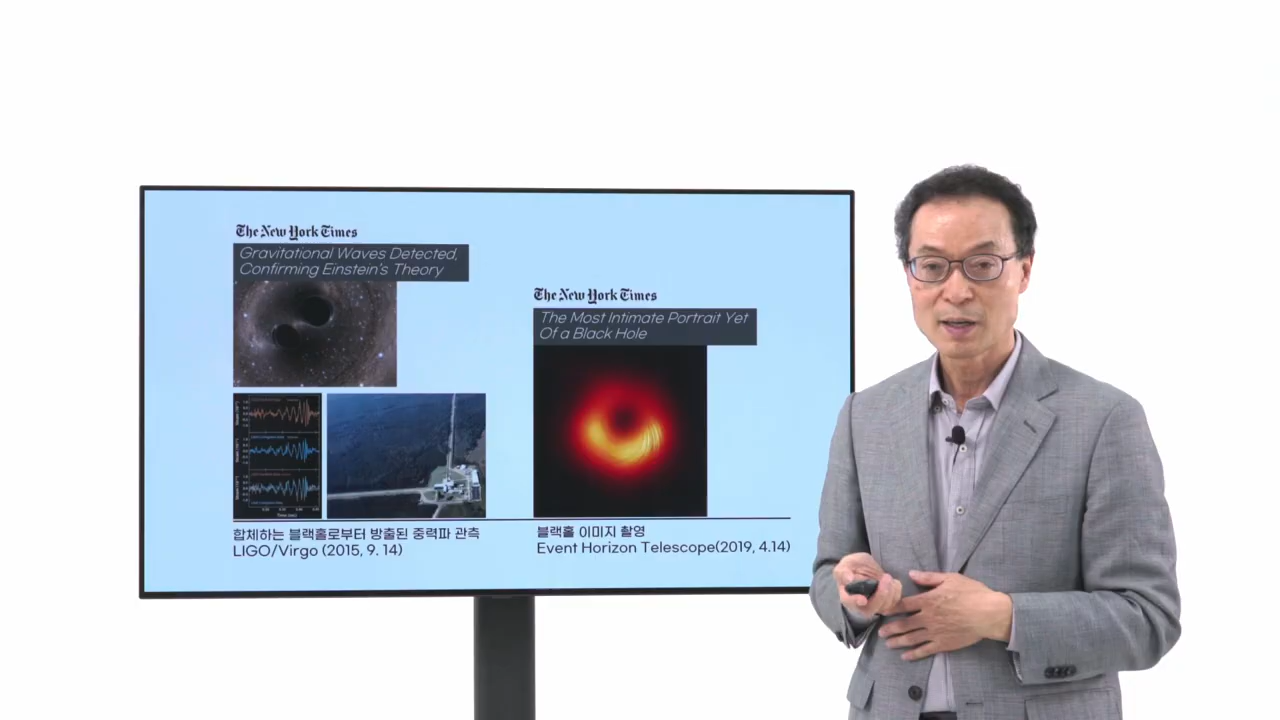 The New York Times
Gravitational Waves Detected,
Confirming Einstein's Theory
합체하는 블랙홀로부터 방출된 중력파 관측
LIGO/Virgo (2015, 9. 14)
The New York Times
The Most Intimate Portrait Yet
Of a Black Hole
블랙홀 이미지 촬영
Event Horizon Telescope(2019, 4.14)